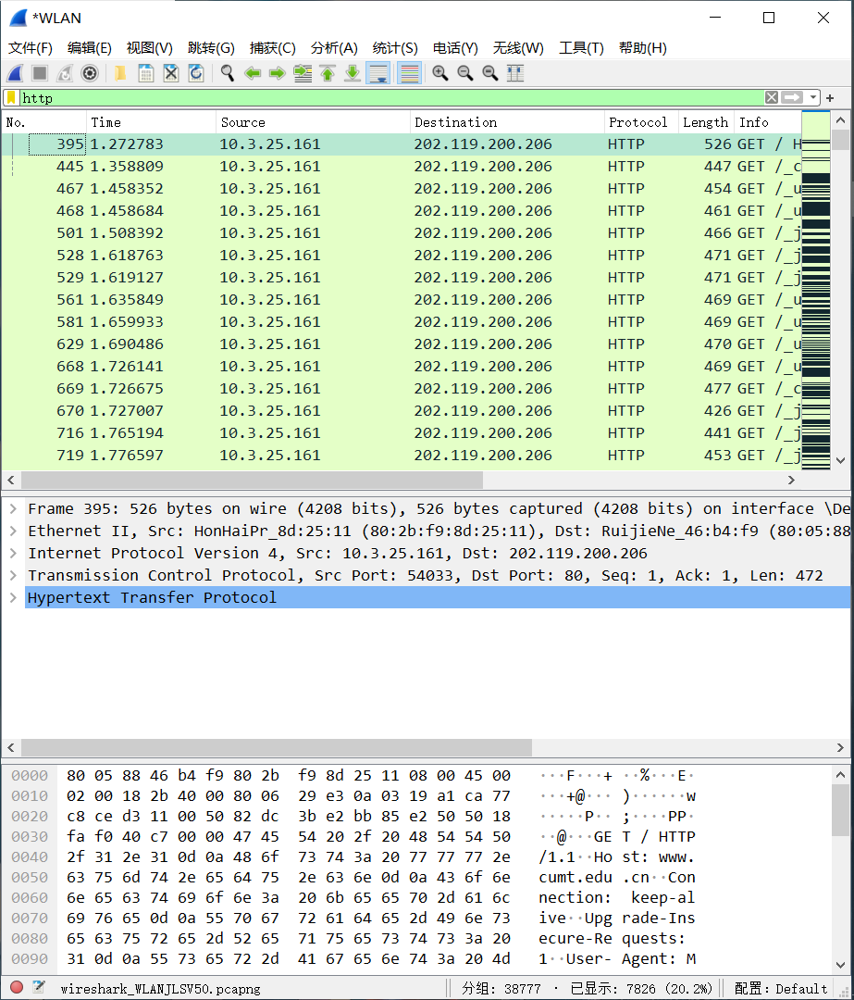 *WLAN
文件(F) 编辑(E) 视图(V) 跳转(G) 捕获(C) 分析(A) 统计(S) 电话(Y) 无线(W) 工具(T) 帮助(H)
http
No. Time Source Destination Protocol Length Info
395 1.272783 10.3.25.161 202.119.200.206 HTTP 526 GET / H
445 1.358809 10.3.25.161 202.119.200.206 HTTP 447 GET /_c
467 1.458352 10.3.25.161 202.119.200.206 HTTP 454 GET /_u
468 1.458684 10.3.25.161 202.119.200.206 HTTP 461 GET /_u
501 1.508392 10.3.25.161 202.119.200.206 HTTP 466 GET /_j
528 1.618763 10.3.25.161 202.119.200.206 HTTP 471 GET /_j
529 1.619127 10.3.25.161 202.119.200.206 HTTP 471 GET /_j
561 1.635849 10.3.25.161 202.119.200.206 HTTP 469 GET /_u
581 1.659933 10.3.25.161 202.119.200.206 HTTP 469 GET /_u
629 1.690486 10.3.25.161 202.119.200.206 HTTP 470 GET /_u
668 1.726141 10.3.25.161 202.119.200.206 HTTP 469 GET /_u
669 1.726675 10.3.25.161 202.119.200.206 HTTP 477 GET /_c
670 1.727007 10.3.25.161 202.119.200.206 HTTP 426 GET /_j
716 1.765194 10.3.25.161 202.119.200.206 HTTP 441 GET /_j
719 1.776597 10.3.25.161 202.119.200.206 HTTP 453 GET /_j
Frame 395: 526 bytes on wire (4208 bits), 526 bytes captured (4208 bits) on interface \De
Ethernet II, Src: HonHaiPr_8d:25:11 (80:2b:f9:8d:25:11), Dst: RuijieNe_46:b4:f9 (80:05:88
Internet Protocol Version 4, Src: 10.3.25.161, Dst: 202.119.200.206
Transmission Control Protocol, Src Port: 54033, Dst Port: 80, Seq: 1, Ack: 1, Len: 472
Hypertext Transfer Protocol
0000 80 05 88 46 b4 f9 80 2b f9 8d 25 11 08 00 45 00 ···F···+ ··%···E·
0010 02 00 18 2b 40 00 80 06 29 e3 0a 03 19 a1 ca 77 ···+@··· )······w
0020 c8 ce d3 11 00 50 82 dc 3b e2 bb 85 e2 50 50 18 ·····P·· ;····PP·
0030 fa f0 40 c7 00 00 47 45 54 20 2f 20 48 54 54 50 ··@···GE T / HTTP
0040 2f 31 2e 31 0d 0a 48 6f 73 74 3a 20 77 77 77 2e /1.1··Ho st: www.
0050 63 75 6d 74 2e 65 64 75 2e 63 6e 0d 0a 43 6f 6e cumt.edu .cn··Con
0060 6e 65 63 74 69 6f 6e 3a 20 6b 65 65 70 2d 61 6c nection: keep-al
0070 69 76 65 0d 0a 55 70 67 72 61 64 65 2d 49 6e 73 ive··Upg rade-Ins
0080 65 63 75 72 65 2d 52 65 71 75 65 73 74 73 3a 20 ecure-Re quests:
0090 31 0d 0a 55 73 65 72 2d 41 67 65 6e 74 3a 20 4d 1··User- Agent: M
wireshark_WLANJLSV50.pcapng 分组: 38777 · 已显示: 7826 (20.2%) 配置: Default